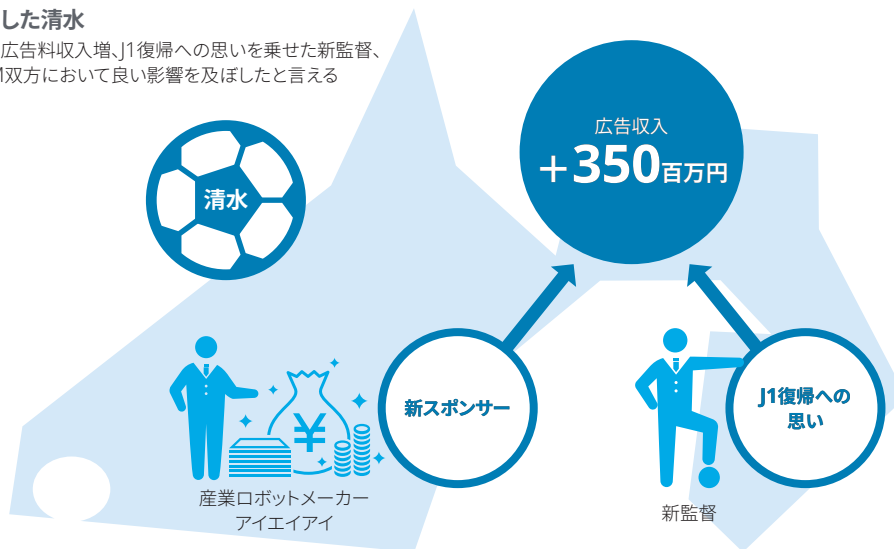 した清水
広告料収入増、J1復帰への思いを乗せた新監督、
双方において良い影響を及ぼしたと言える
清水
広告収入
＋350百万円
新スポンサー
J1復帰への
思い
産業ロボットメーカー
アイエイアイ
新監督
¥